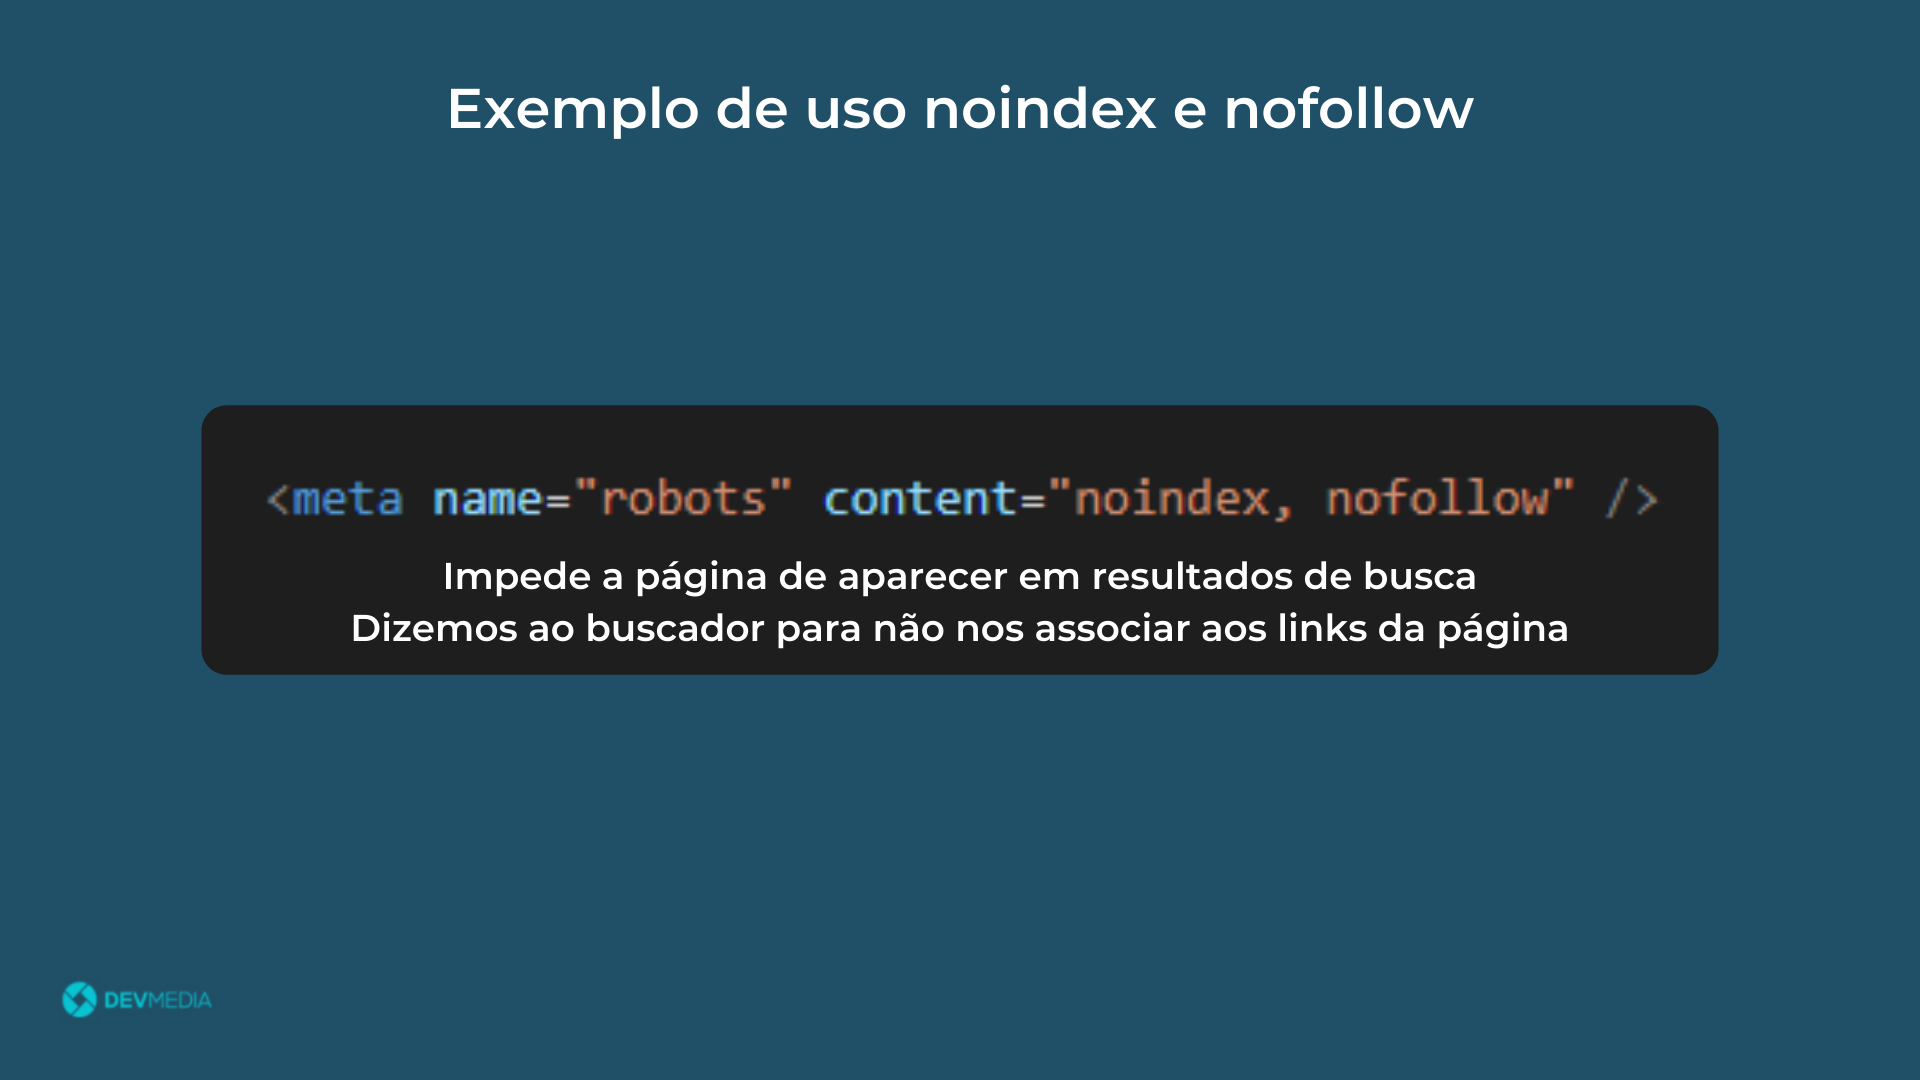 Exemplo de uso noindex e nofollow
<meta name="robots" content="noindex, nofollow" />
Impede a página de aparecer em resultados de busca
Dizemos ao buscador para não nos associar aos links da página
DEVMEDIA